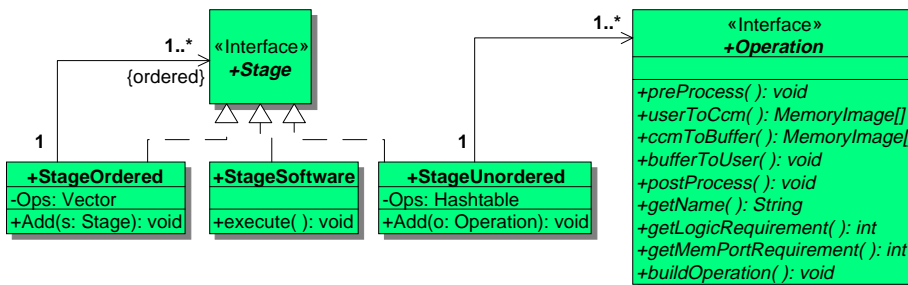 1..*
{ordered}
1
«Interface»
+Stage
+StageOrdered
-Ops: Vector
+Add(s: Stage): void
+StageSoftware
+execute( ): void
1..*
1
+StageUnordered
-Ops: Hashtable
+Add(o: Operation): void
«Interface»
+Operation
+preProcess( ): void
+userToCcm( ): MemoryImage[]
+ccmToBuffer( ): MemoryImage[
+bufferToUser( ): void
+postProcess( ): void
+getName( ): String
+getLogicRequirement( ): int
+getMemPortRequirement( ): int
+buildOperation( ): void